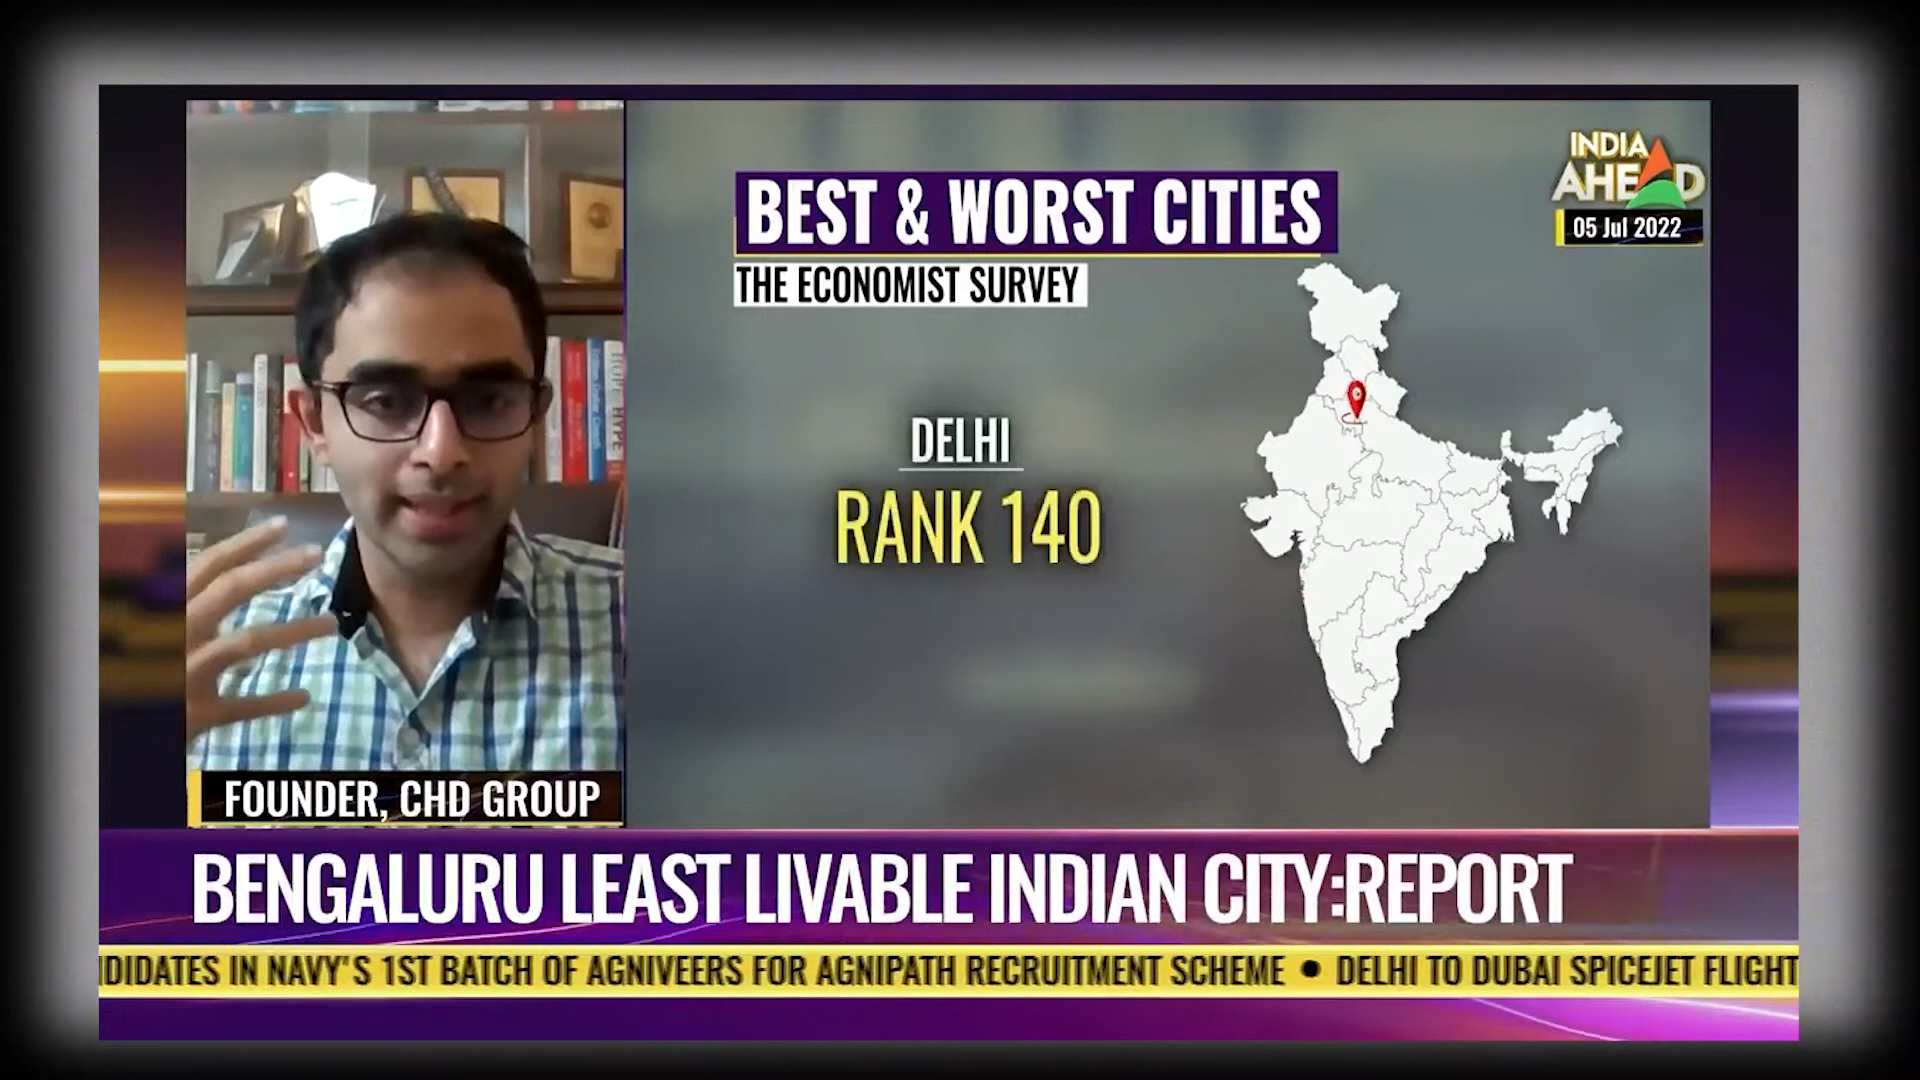 BEST & WORST CITIES
THE ECONOMIST SURVEY
INDIA
AHEAD
05 Jul 2022
DELHI
RANK 140
HYPE
FOUNDER, CHD GROUP
BENGALURU LEAST LIVABLE INDIAN CITY:REPORT
DIDATES IN NAVY'S 1ST BATCH OF AGNIVEERS FOR AGNIPATH RECRUITMENT SCHEME ● DELHI TO DUBAI SPICEJET FLIGHT